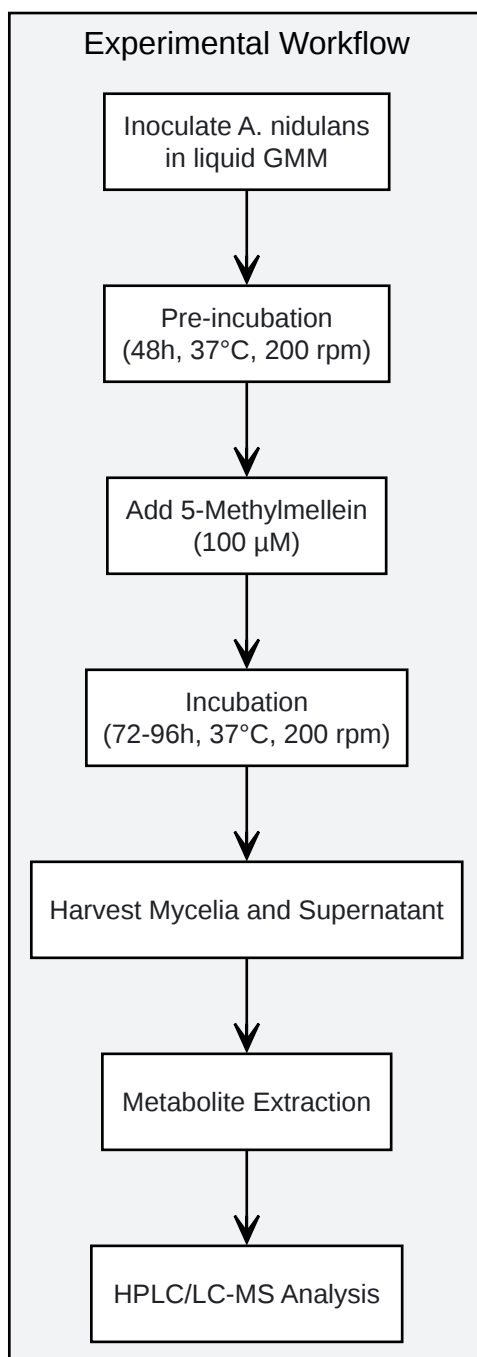 Experimental Workflow
Inoculate A. nidulans
in liquid GMM
Pre-incubation
(48h, 37°C, 200 rpm)
Add 5-Methylmellein
(100 µM)
Incubation
(72-96h, 37°C, 200 rpm)
Harvest Mycelia and Supernatant
Metabolite Extraction
HPLC/LC-MS Analysis